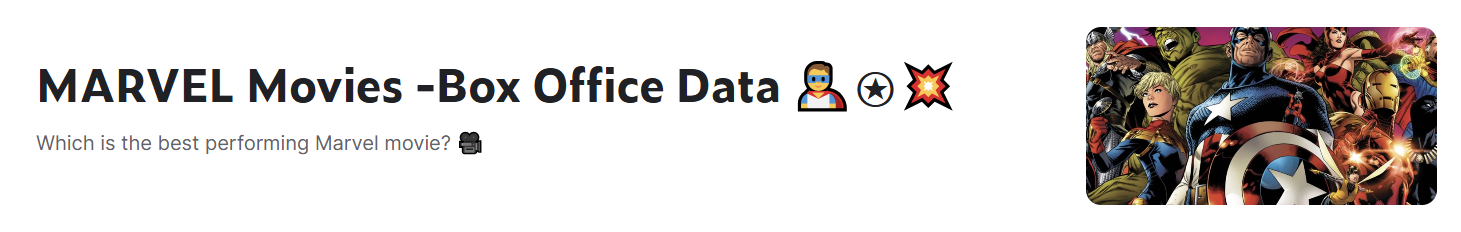 MARVEL Movies -Box Office Data 🦸‍♂️✪💥
Which is the best performing Marvel movie? 🎥